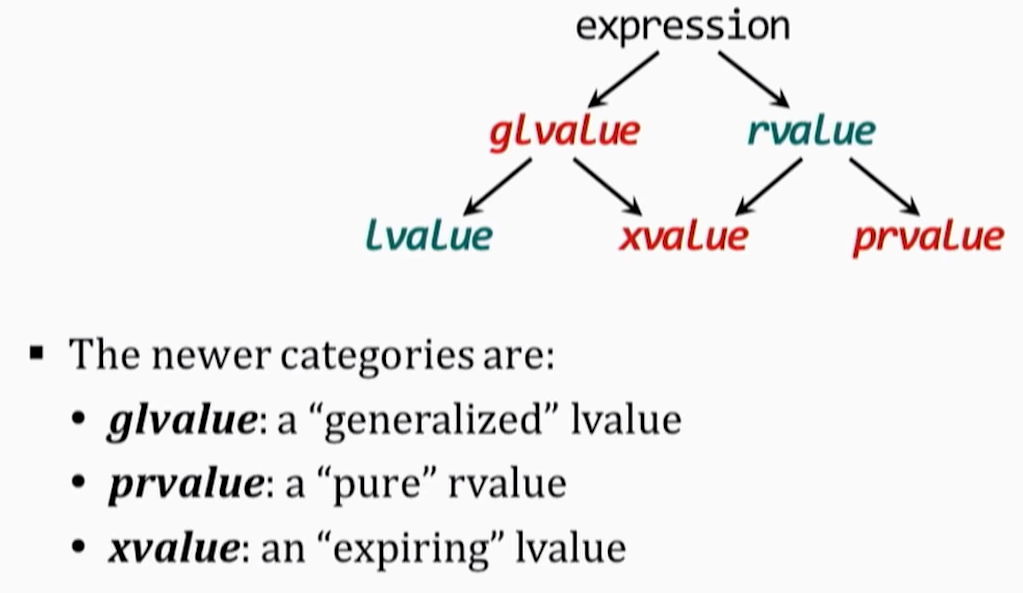 expression
glvalue rvalue
lvalue xvalue prvalue
▪ The newer categories are:
• glvalue: a “generalized” lvalue
• prvalue: a “pure” rvalue
• xvalue: an “expiring” lvalue